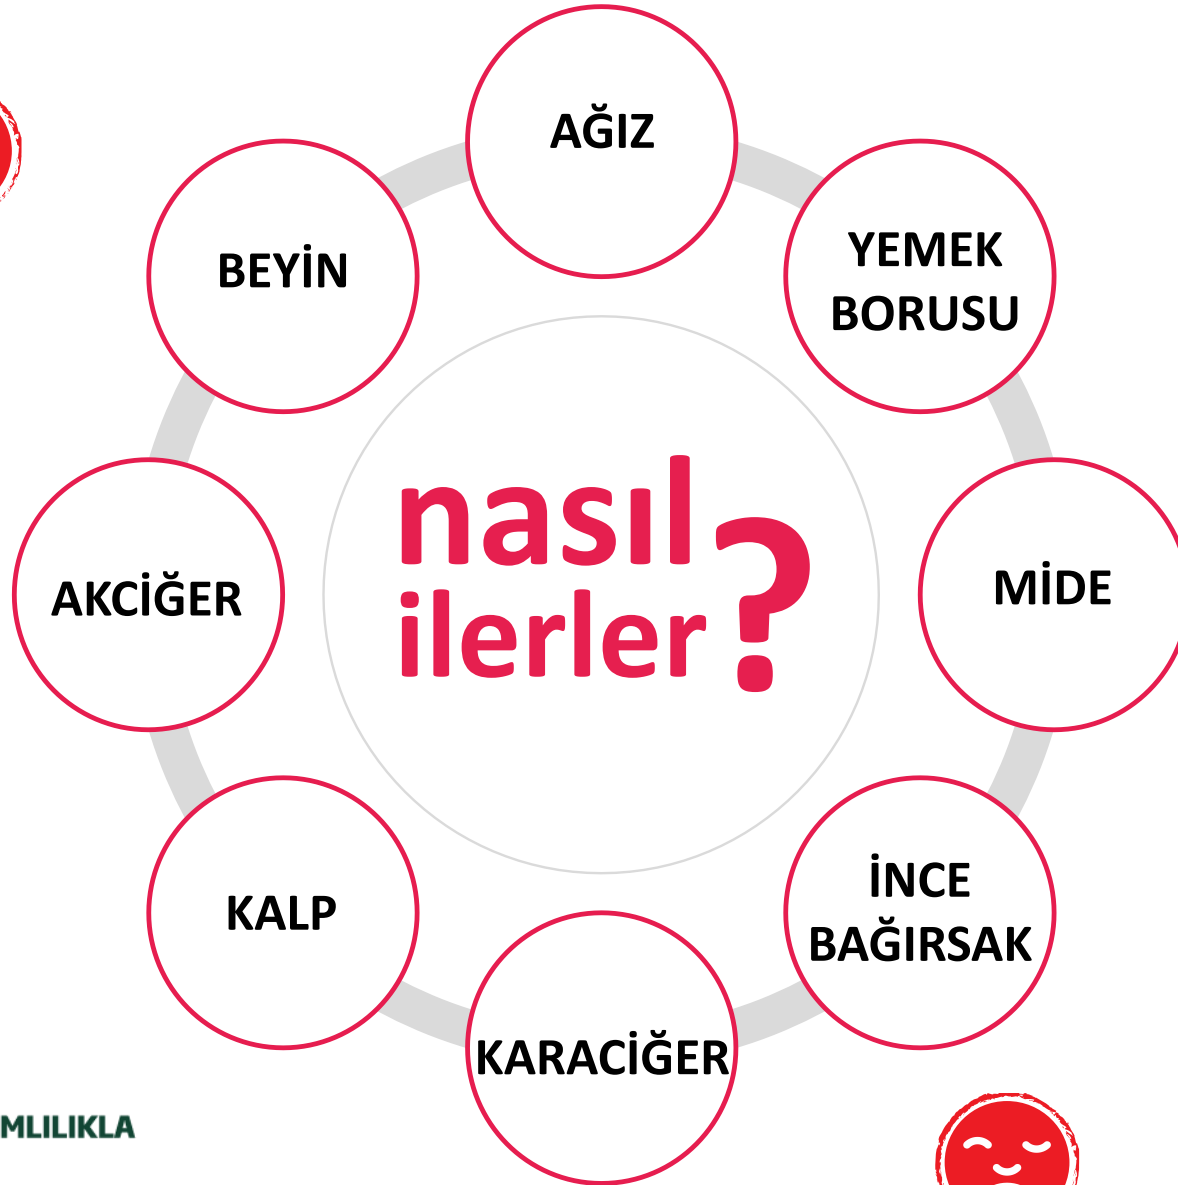 AĞIZ
YEMEK
BORUSU
MİDE
İNCE
BAĞIRSAK
KARACİĞER
KALP
AKCİĞER
BEYİN
nasıl
ilerler?
MLILIKLA